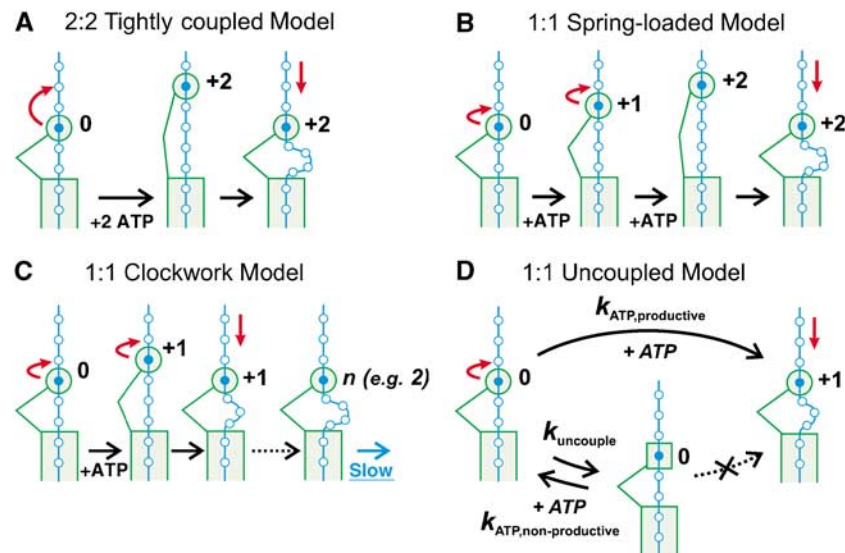 A 2:2 Tightly coupled Model
0
+2
+2
+2 ATP
B 1:1 Spring-loaded Model
0
+1
+2
+2
+ATP
+ATP
C 1:1 Clockwork Model
0
+1
+1
n (e.g. 2)
+ATP
Slow
D 1:1 Uncoupled Model
kATP,productive
+ ATP
0
+1
kuncouple
0
+ ATP
kATP,non-productive